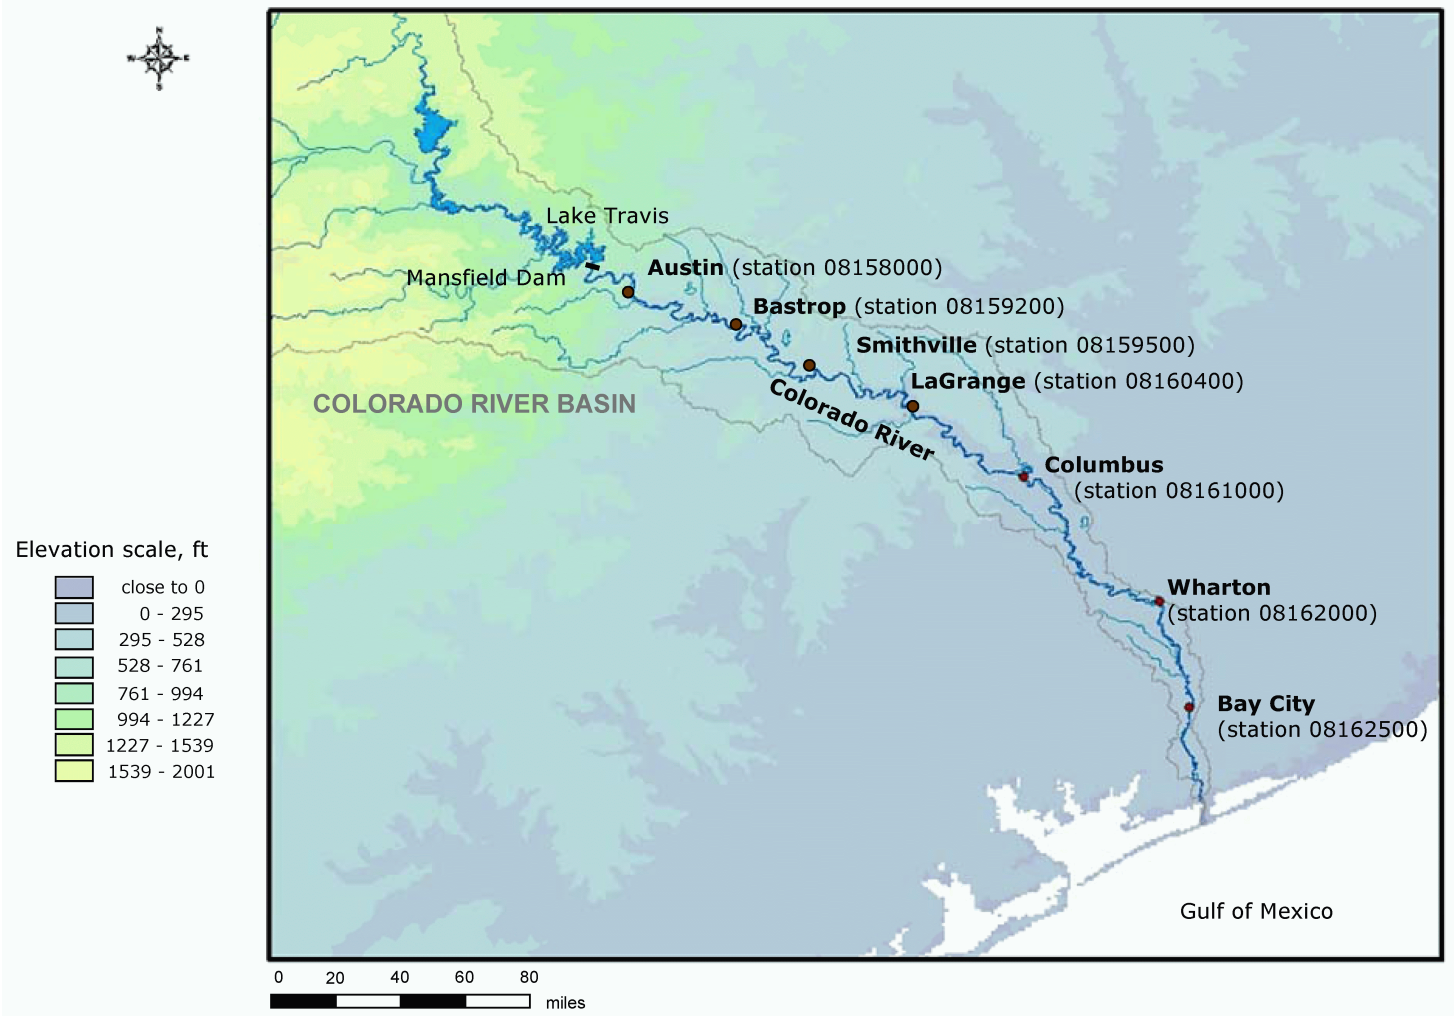 N
W
E
S
Lake Travis
Mansfield Dam
Austin (station 08158000)
Bastrop (station 08159200)
Smithville (station 08159500)
LaGrange (station 08160400)
COLORADO RIVER BASIN
Colorado River
Columbus
(station 08161000)
Wharton
(station 08162000)
Bay City
(station 08162500)
Gulf of Mexico
Elevation scale, ft
close to 0
0 - 295
295 - 528
528 - 761
761 - 994
994 - 1227
1227 - 1539
1539 - 2001
0 20 40 60 80
miles